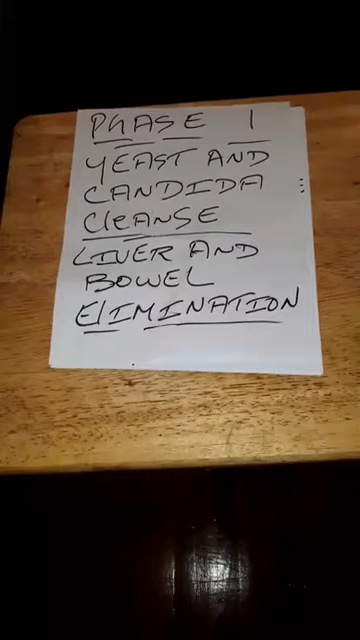 PHASE 1
YEAST AND
CANDIDA
CleANSE
LIVER AND
BOWEL
ElIMINATION